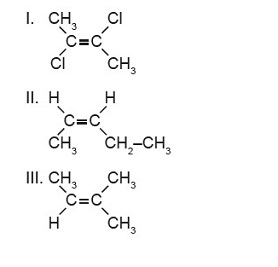 I. CH₃ Cl
C=C
Cl CH₃
II. H H
C=C
CH₃ CH₂–CH₃
III. CH₃ CH₃
C=C
H CH₃